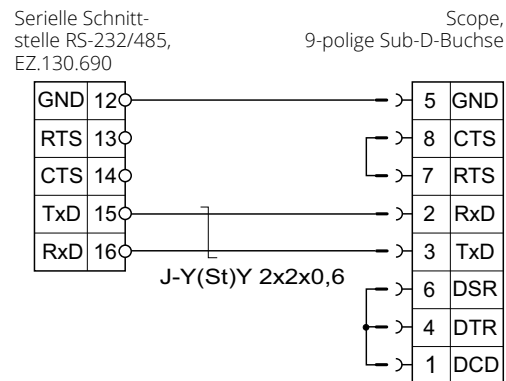 Serielle Schnitt-
stelle RS-232/485,
EZ.130.690
Scope,
9-polige Sub-D-Buchse
GND 12
RTS 13
CTS 14
TxD 15
RxD 16
J-Y(St)Y 2x2x0,6
5 GND
8 CTS
7 RTS
2 RxD
3 TxD
6 DSR
4 DTR
1 DCD